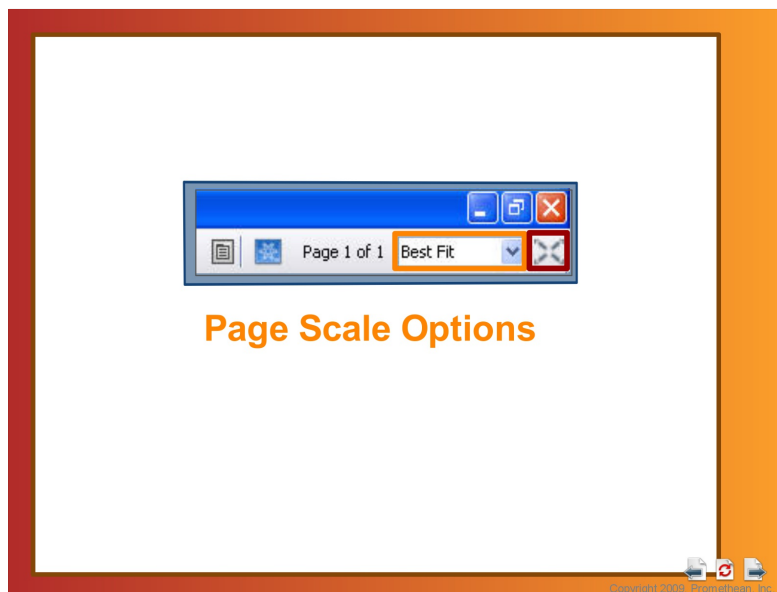 Page 1 of 1 Best Fit
Page Scale Options
Copyright 2009, Promethean, Inc